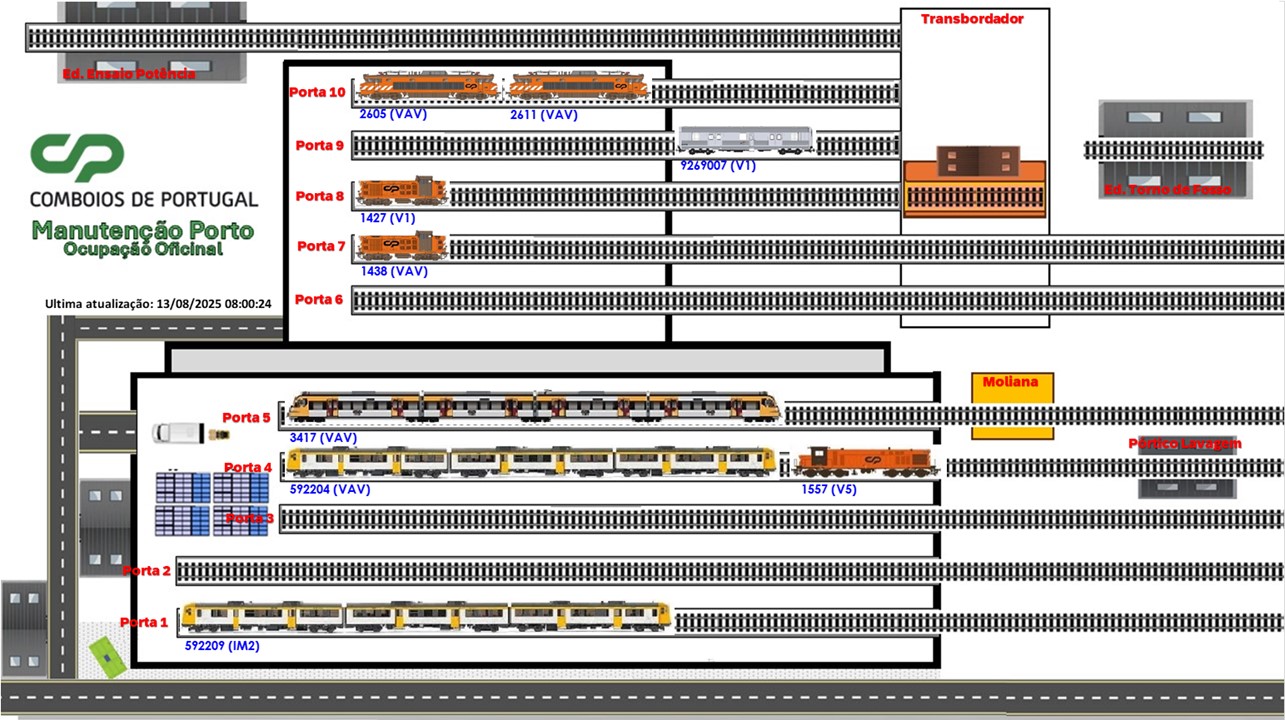 Transbordador
Ed. Ensaio Potência
Porta 10
2605 (VAV)
2611 (VAV)
Porta 9
9269007 (V1)
CP
COMBOIOS DE PORTUGAL
Manutenção Porto
Ocupação Oficinal
Ed. Torno de Fosso
Porta 8
1427 (V1)
Porta 7
1438 (VAV)
Porta 6
Ultima atualização: 13/08/2025 08:00:24
Moliana
Porta 5
3417 (VAV)
Pórtico Lavagem
Porta 4
592204 (VAV)
1557 (V5)
Porta 3
Porta 2
Porta 1
592209 (IM2)